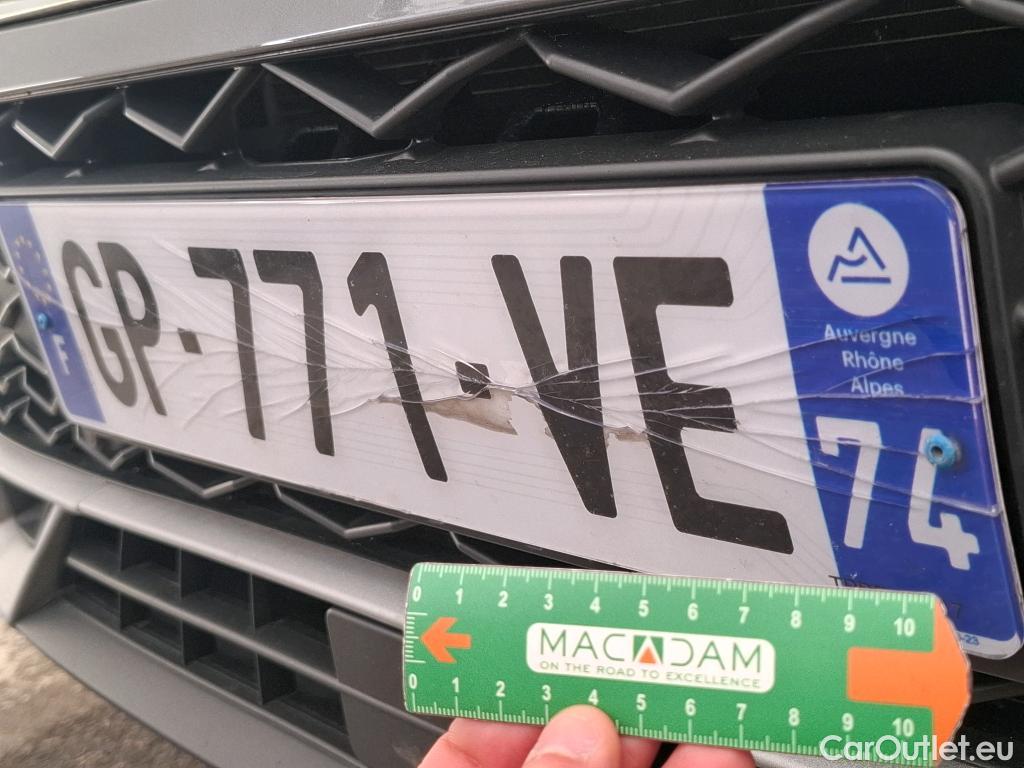 GP-771-VE
F
Auvergne
Rhône
Alpes
74
0 1 2 3 4 5 6 7 8 9 10
MACADAM
ON THE ROAD TO EXCELLENCE
0 1 2 3 4 5 6 7 8 9 10
CarOutlet.eu